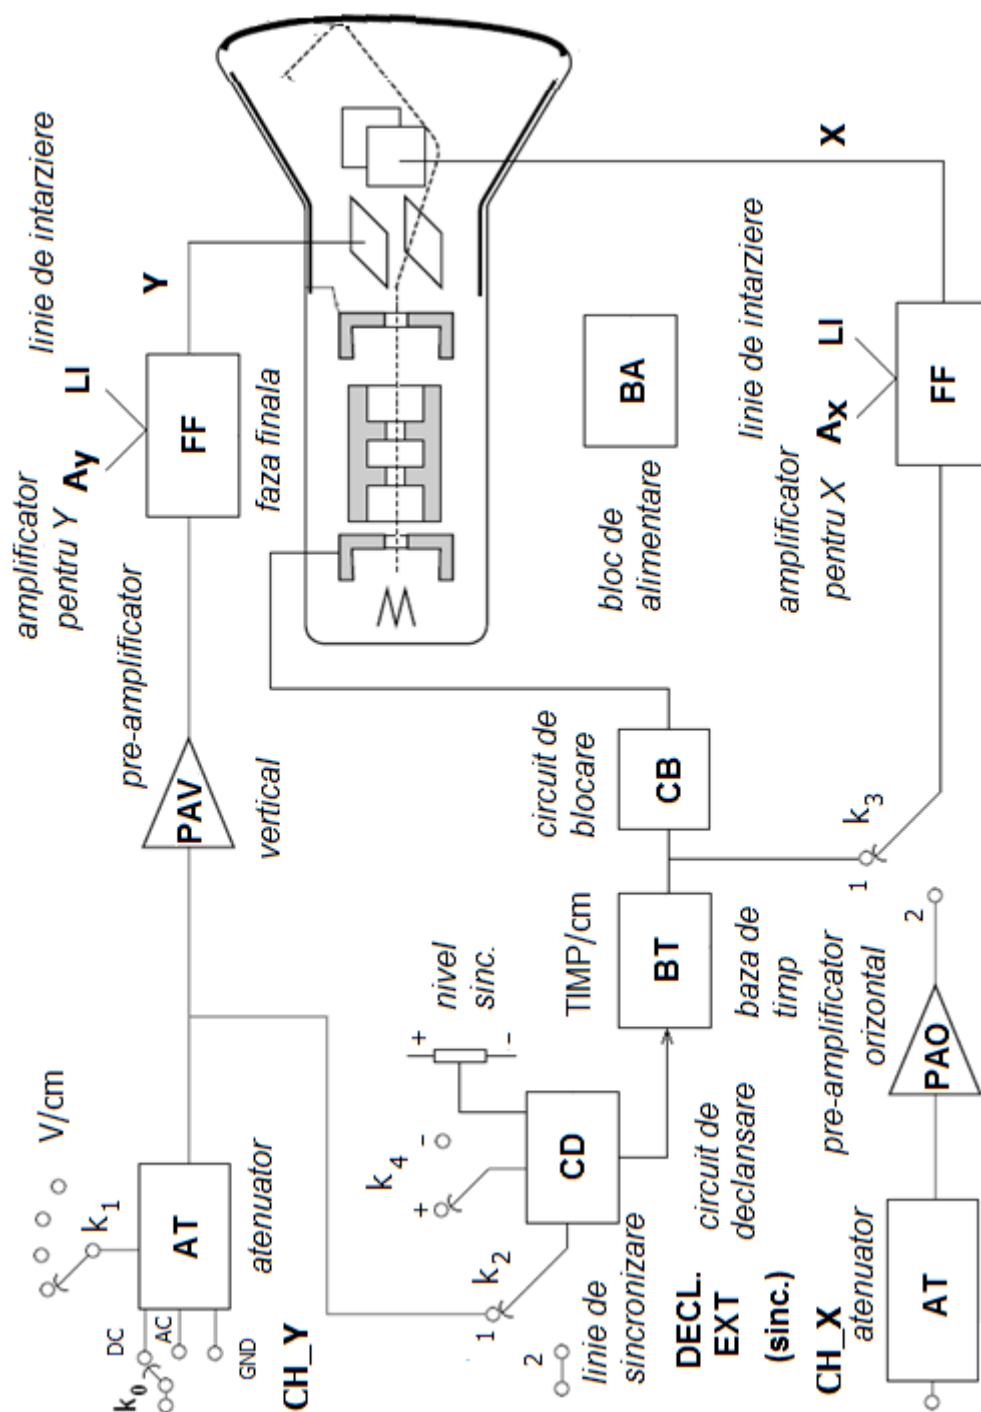 CH_Y
k₀
DC
AC
GND
AT
atenuator
k₁
V/cm
PAV
pre-amplificator
vertical
amplificator
pentru Y
Ay
LI
linie de intarziere
FF
faza finala
Y
1
2
k₂
linie de
sincronizare
DECL.
EXT
(sinc.)
k₄
+
-
nivel
sinc.
+
-
CD
circuit de
declansare
TIMP/cm
BT
baza de
timp
circuit de
blocare
CB
bloc de
alimentare
BA
CH_X
atenuator
AT
pre-amplificator
orizontal
PAO
2
1
k₃
amplificator
pentru X
Ax
LI
linie de intarziere
FF
X